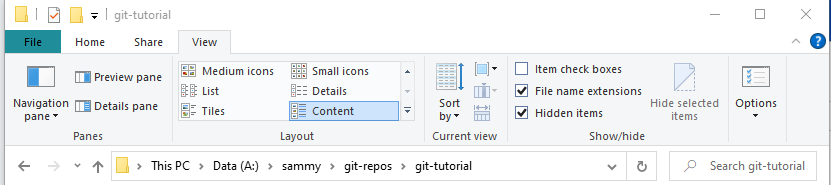 git-tutorial
File Home Share View
Navigation pane
Preview pane
Details pane
Panes
Medium icons Small icons
List Details
Tiles Content
Layout
Sort by
Current view
Item check boxes
File name extensions
Hidden items
Hide selected items
Show/hide
Options
This PC > Data (A:) > sammy > git-repos > git-tutorial
Search git-tutorial